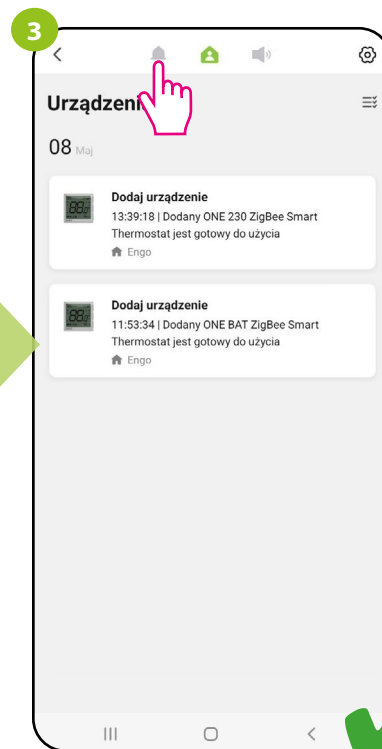 3
Urządzeni
08 Maj
Dodaj urządzenie
13:39:18 | Dodany ONE 230 ZigBee Smart
Thermostat jest gotowy do użycia
Engo
Dodaj urządzenie
11:53:34 | Dodany ONE BAT ZigBee Smart
Thermostat jest gotowy do użycia
Engo